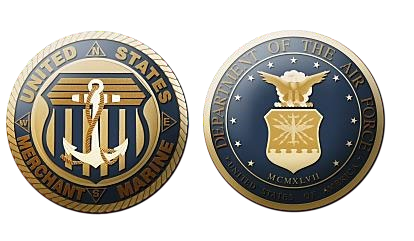 UNITED STATES
N
W
E
S
MERCHANT MARINE
DEPARTMENT OF THE AIR FORCE
MCMXLVII
UNITED STATES OF AMERICA